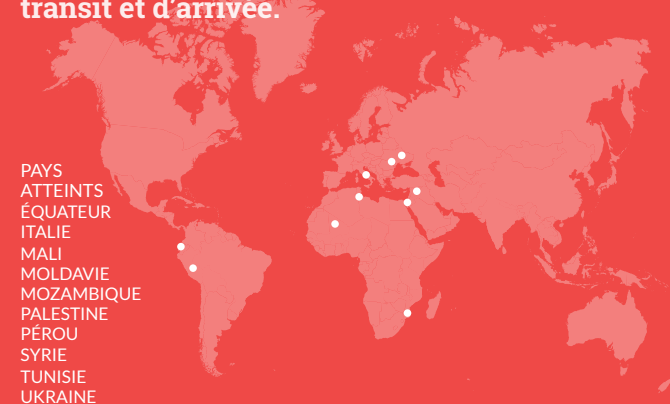 transit et d'arrivée.
PAYS
ATTEINTS
ÉQUATEUR
ITALIE
MALI
MOLDAVIE
MOZAMBIQUE
PALESTINE
PÉROU
SYRIE
TUNISIE
UKRAINE